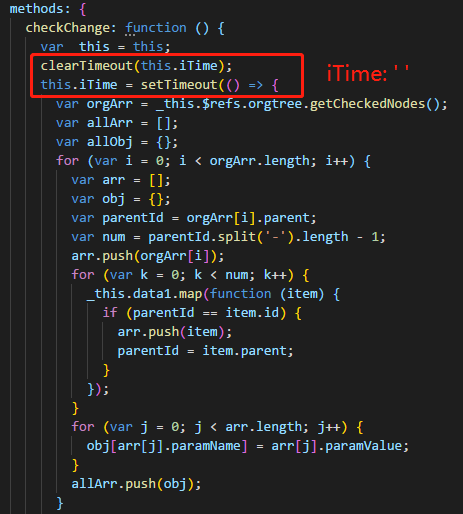 methods: {
checkChange: function () {
var _this = this;
clearTimeout(this.iTime);
this.iTime = setTimeout(() => {
iTime: ' '
var orgArr = _this.$refs.orgtree.getCheckedNodes();
var allArr = [];
var allObj = {};
for (var i = 0; i < orgArr.length; i++) {
var arr = [];
var obj = {};
var parentId = orgArr[i].parent;
var num = parentId.split('-').length - 1;
arr.push(orgArr[i]);
for (var k = 0; k < num; k++) {
_this.data1.map(function (item) {
if (parentId == item.id) {
arr.push(item);
parentId = item.parent;
}
});
}
for (var j = 0; j < arr.length; j++) {
obj[arr[j].paramName] = arr[j].paramValue;
}
allArr.push(obj);
}